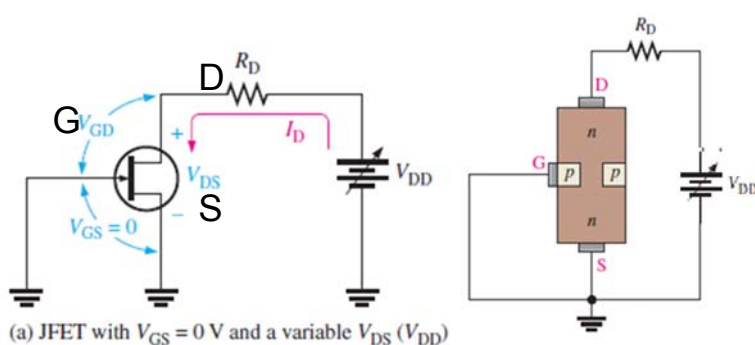 R_D
D
G
V_GD
+
I_D
V_DS
V_DD
S
–
V_GS = 0
(a) JFET with V_GS = 0 V and a variable V_DS (V_DD)
R_D
D
n
G
p
p
V_DD
n
S